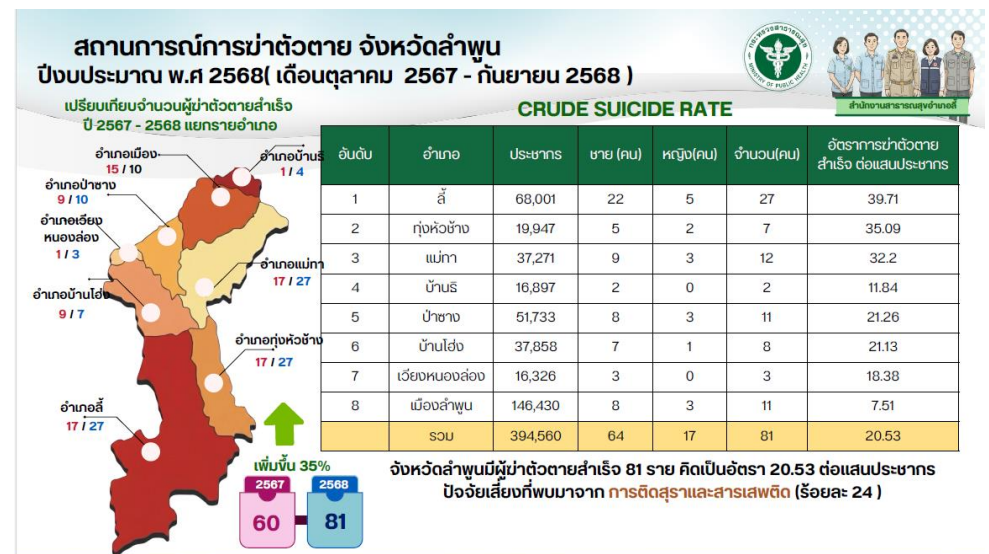 สถานการณ์การฆ่าตัวตาย จังหวัดลำพูน
ปีงบประมาณ พ.ศ 2568( เดือนตุลาคม 2567 - กันยายน 2568 )
กระทรวงสาธารณสุข
MINISTRY OF PUBLIC HEALTH
สำนักงานสาธารณสุขอำเภอลี้
เปรียบเทียบจำนวนผู้ฆ่าตัวตายสำเร็จ
ปี 2567 - 2568 แยกรายอำเภอ
อำเภอเมือง
15 / 10
อำเภอบ้านธิ
1 / 4
อำเภอป่าซาง
9 / 10
อำเภอเวียง
หนองล่อง
1 / 3
อำเภอแม่ทา
17 / 27
อำเภอบ้านโฮ่ง
9 / 7
อำเภอทุ่งหัวช้าง
17 / 27
อำเภอลี้
17 / 27
เพิ่มขึ้น 35%
2567 2568
60 81
CRUDE SUICIDE RATE
อันดับ อำเภอ ประชากร ชาย (คน) หญิง(คน) จำนวน(คน) อัตราการฆ่าตัวตาย
สำเร็จ ต่อแสนประชากร
1 ลี้ 68,001 22 5 27 39.71
2 ทุ่งหัวช้าง 19,947 5 2 7 35.09
3 แม่ทา 37,271 9 3 12 32.2
4 บ้านธิ 16,897 2 0 2 11.84
5 ป่าซาง 51,733 8 3 11 21.26
6 บ้านโฮ่ง 37,858 7 1 8 21.13
7 เวียงหนองล่อง 16,326 3 0 3 18.38
8 เมืองลำพูน 146,430 8 3 11 7.51
รวม 394,560 64 17 81 20.53
จังหวัดลำพูนมีผู้ฆ่าตัวตายสำเร็จ 81 ราย คิดเป็นอัตรา 20.53 ต่อแสนประชากร
ปัจจัยเสี่ยงที่พบมาจาก การติดสุราและสารเสพติด (ร้อยละ 24 )